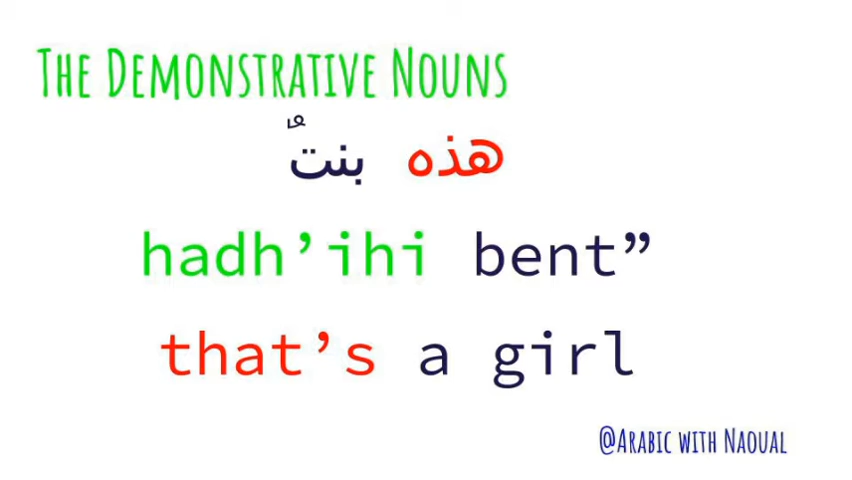 The Demonstrative Nouns
هذه بنتٌ
hadh’ihi bent”
that’s a girl
@Arabic with Naoual